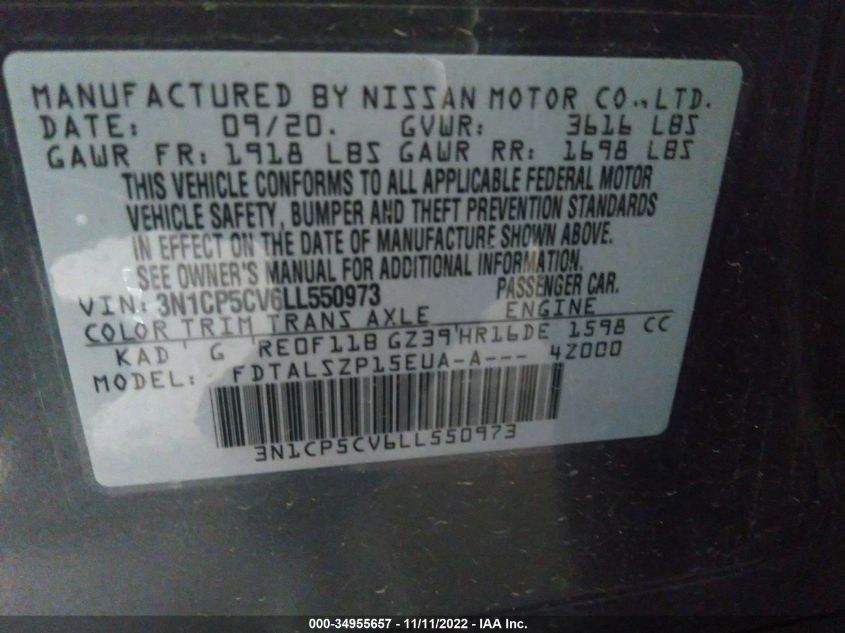 MANUFACTURED BY NISSAN MOTOR CO., LTD.
DATE: 09/20. GVWR: 3616 LBS
GAWR FR: 1918 LBS GAWR RR: 1698 LBS
THIS VEHICLE CONFORMS TO ALL APPLICABLE FEDERAL MOTOR
VEHICLE SAFETY, BUMPER AND THEFT PREVENTION STANDARDS
IN EFFECT ON THE DATE OF MANUFACTURE SHOWN ABOVE.
SEE OWNER'S MANUAL FOR ADDITIONAL INFORMATION.
VIN: 3N1CP5CV6LL550973 PASSENGER CAR.
COLOR TRIM TRANS AXLE ENGINE
KAD G RE0F11B GZ39 HR16DE 1598 CC
MODEL: FDTALSZP15EUA-A--- 4Z000
3N1CP5CV6LL550973
000-34955657 - 11/11/2022 - IAA Inc.